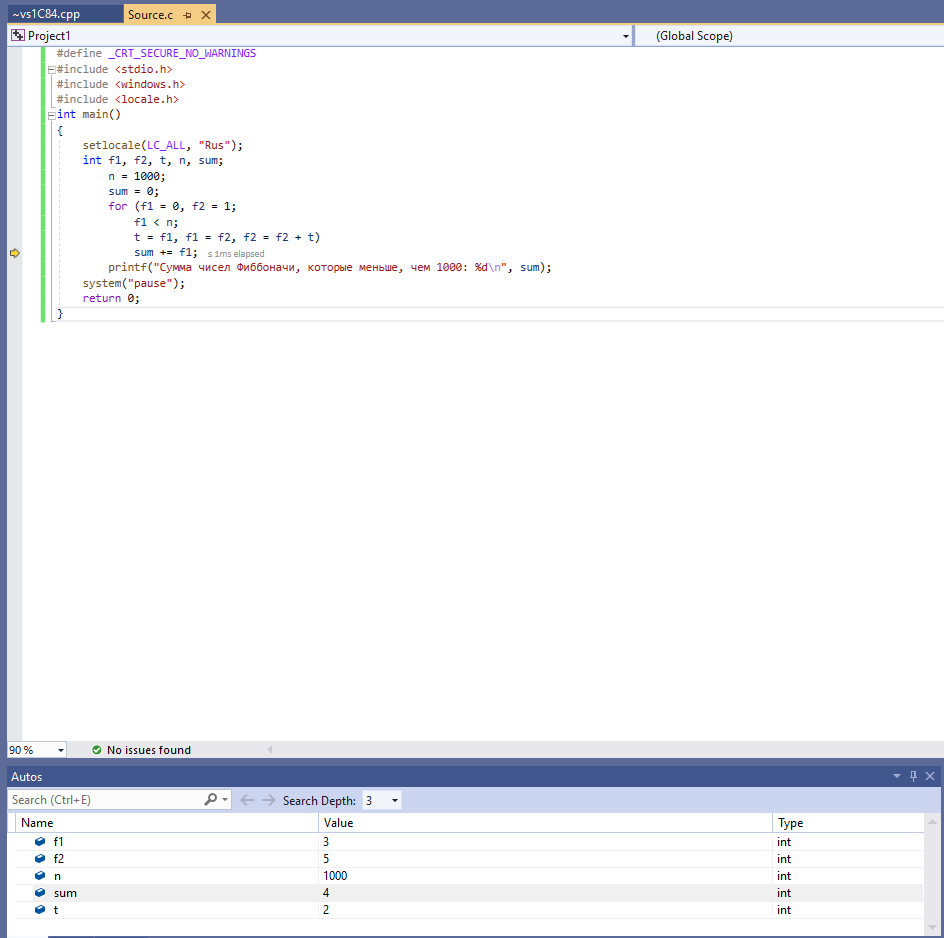 ~vs1C84.cpp
Source.c
Project1
(Global Scope)
#define _CRT_SECURE_NO_WARNINGS
#include <stdio.h>
#include <windows.h>
#include <locale.h>
int main()
{
setlocale(LC_ALL, "Rus");
int f1, f2, t, n, sum;
n = 1000;
sum = 0;
for (f1 = 0, f2 = 1;
f1 < n;
t = f1, f1 = f2, f2 = f2 + t)
sum += f1; ≤ 1ms elapsed
printf("Сумма чисел Фиббоначи, которые меньше, чем 1000: %d\n", sum);
system("pause");
return 0;
}
90 %
No issues found
Autos
Search (Ctrl+E)
Search Depth: 3
Name Value Type
f1 3 int
f2 5 int
n 1000 int
sum 4 int
t 2 int